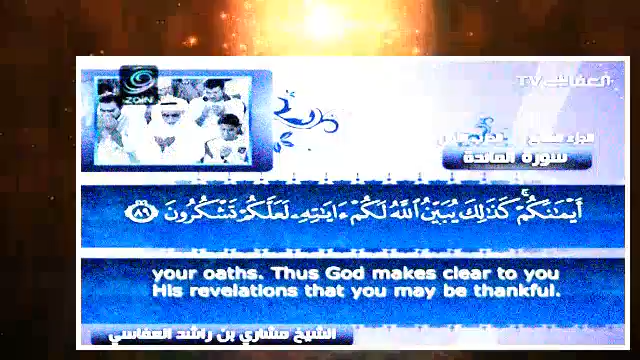 ZAIN
العفاسي TV
سورة المائدة
أَيْمَـٰنَكُمْ ۚ كَذَٰلِكَ يُبَيِّنُ ٱللَّهُ لَكُمْ ءَايَـٰتِهِۦ لَعَلَّكُمْ تَشْكُرُونَ ٨٩
your oaths. Thus God makes clear to you
His revelations that you may be thankful.
الشيخ مشاري بن راشد العفاسي